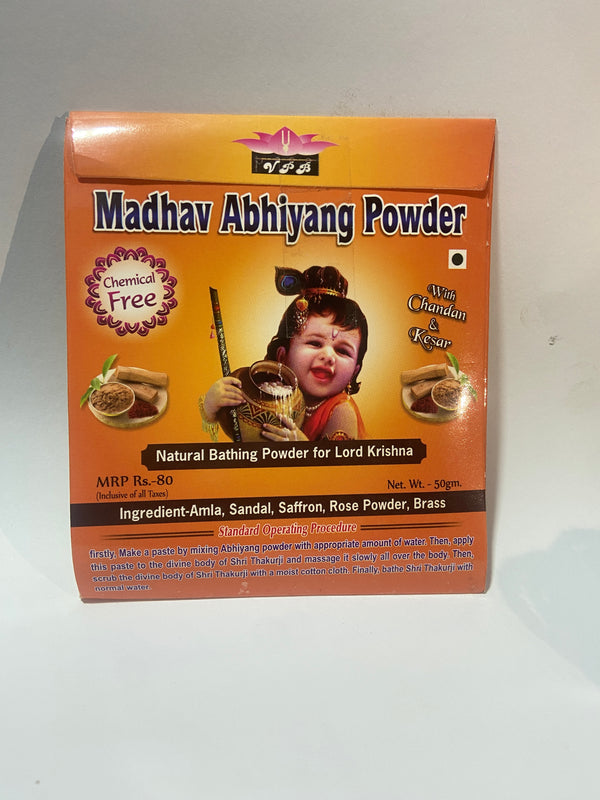 VPB
Madhav Abhiyang Powder
Chemical
Free
With
Chandan
&
Kesar
Natural Bathing Powder for Lord Krishna
MRP Rs.-80
(Inclusive of all Taxes)
Net. Wt. - 50gm.
Ingredient-Amla, Sandal, Saffron, Rose Powder, Brass
Standard Operating Procedure
firstly, Make a paste by mixing Abhiyang powder with appropriate amount of water. Then, apply
this paste to the divine body of Shri Thakurji and massage it slowly all over the body. Then,
scrub the divine body of Shri Thakurji with a moist cotton cloth. Finally, bathe Shri Thakurji with
normal water.